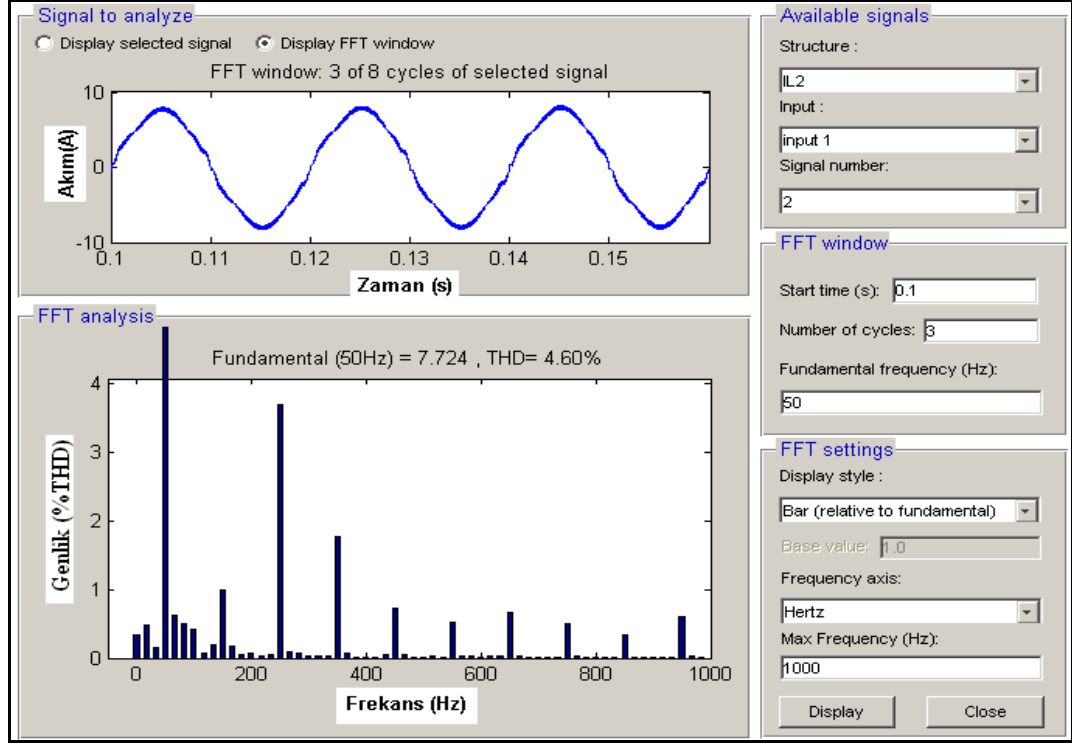 Signal to analyze
Display selected signal
Display FFT window
FFT window: 3 of 8 cycles of selected signal
10
0
-10
Akım(A)
0.1
0.11
0.12
0.13
0.14
0.15
Zaman (s)
FFT analysis
Fundamental (50Hz) = 7.724 , THD= 4.60%
4
3
2
1
0
Genlik (%THD)
0
200
400
600
800
1000
Frekans (Hz)
Available signals
Structure :
IL2
Input :
input 1
Signal number:
2
FFT window
Start time (s): 0.1
Number of cycles: 3
Fundamental frequency (Hz):
50
FFT settings
Display style :
Bar (relative to fundamental)
Base value: 1.0
Frequency axis:
Hertz
Max Frequency (Hz):
1000
Display
Close